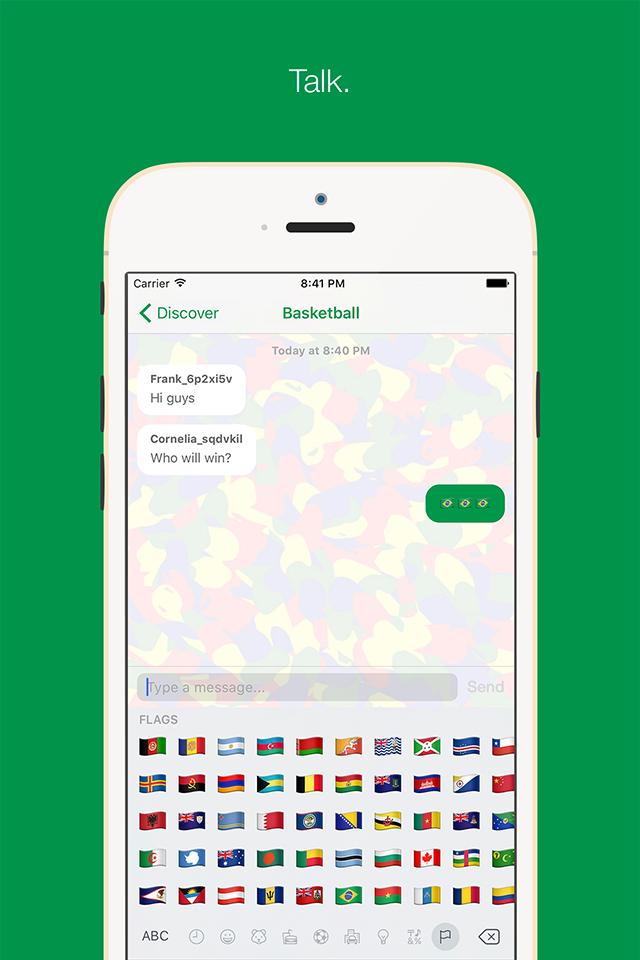 Talk.
Carrier 8:41 PM
Discover Basketball
Today at 8:40 PM
Frank_6p2xi5v
Hi guys
Cornelia_sqdvkil
Who will win?
Type a message... Send
FLAGS
ABC